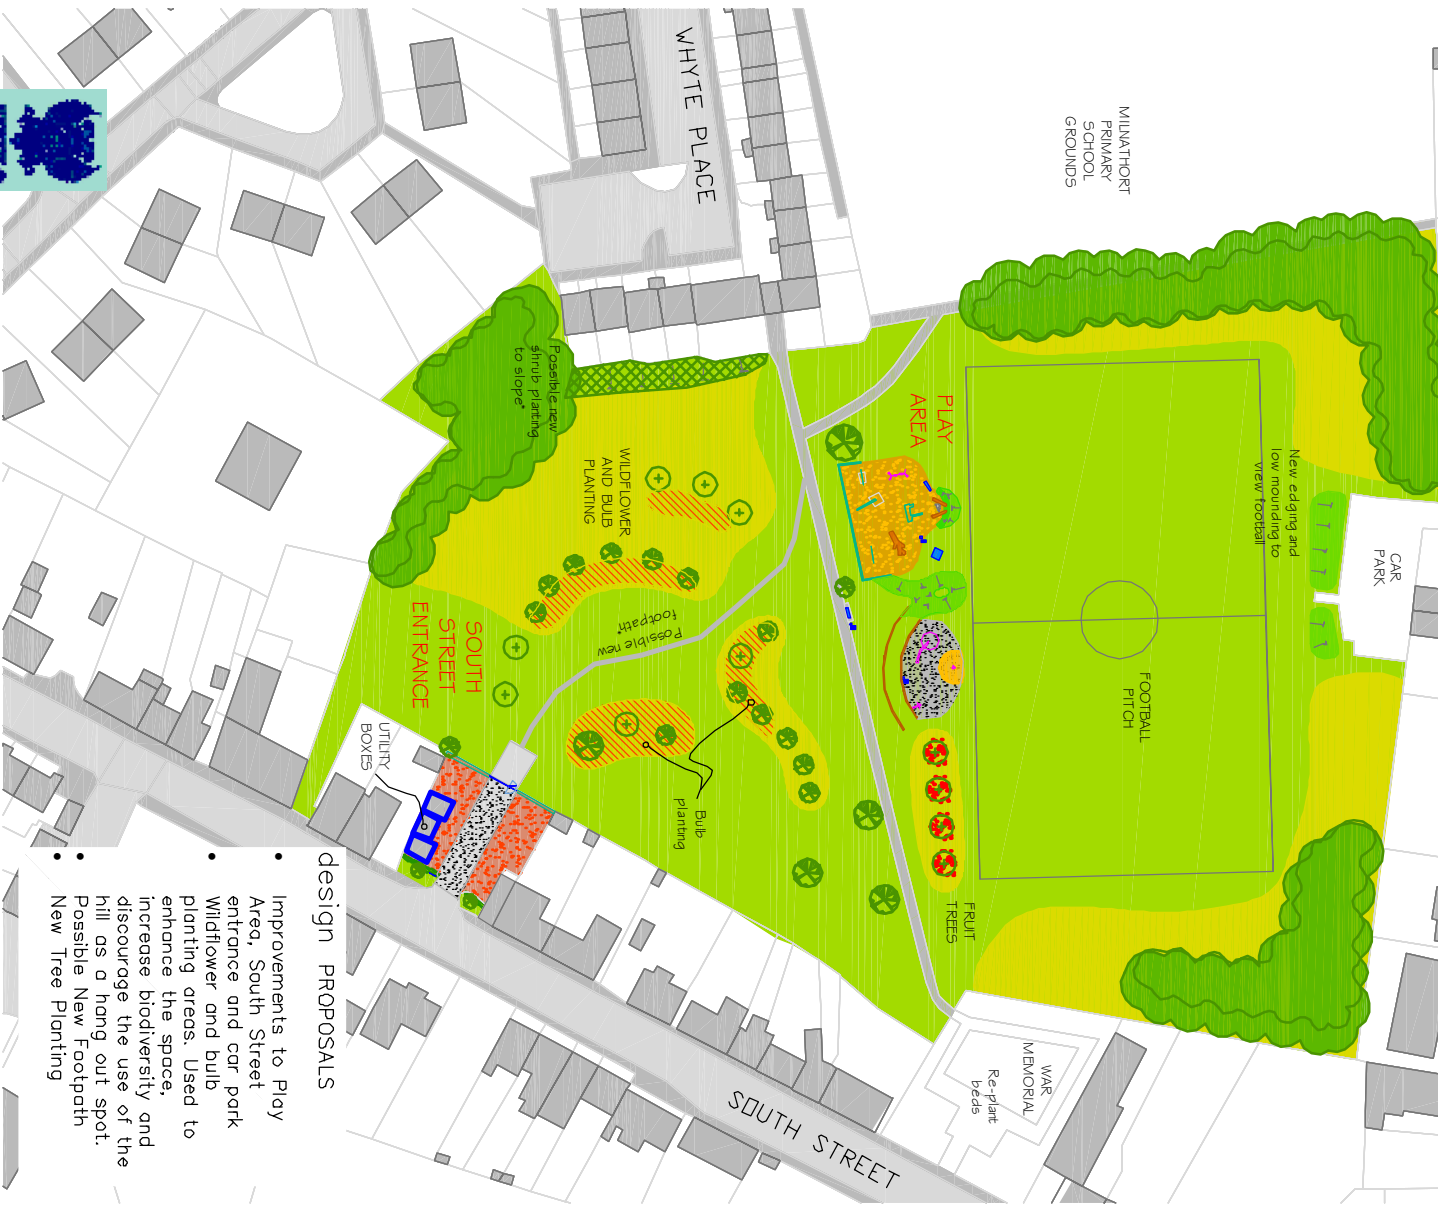 WHYTE PLACE
MILNATHORT
PRIMARY
SCHOOL
GROUNDS
Possible new
shrub planting
to slope*
WILDFLOWER
AND BULB
PLANTING
PLAY
AREA
New edging and
low mounding to
view football
CAR
PARK
FOOTBALL
PITCH
SOUTH
STREET
ENTRANCE
Possible new
footpath*
UTILITY
BOXES
Bulb
planting
FRUIT
TREES
WAR
MEMORIAL
Re-plant
beds
SOUTH STREET
design PROPOSALS
• Improvements to Play
Area, South Street
entrance and car park
• Wildflower and bulb
planting areas. Used to
enhance the space,
increase biodiversity and
discourage the use of the
hill as a hang out spot.
• Possible New Footpath
• New Tree Planting